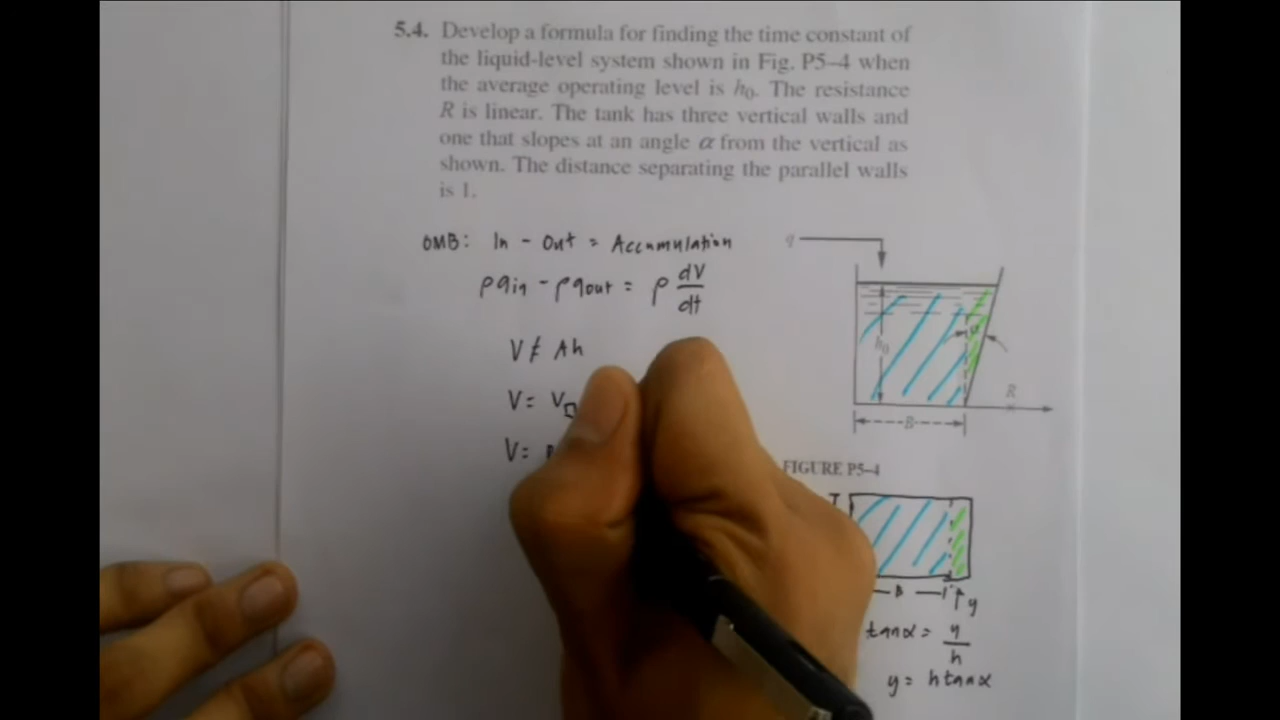 5.4. Develop a formula for finding the time constant of
the liquid-level system shown in Fig. P5–4 when
the average operating level is h₀. The resistance
R is linear. The tank has three vertical walls and
one that slopes at an angle α from the vertical as
shown. The distance separating the parallel walls
is 1.
OMB: In - Out = Accumulation
ρqin - ρqout = ρ dV/dt
V ≠ Ah
V = V□
V =
q
h₀
α
R
B
FIGURE P5–4
B
y
tanα = y/h
y = h tanα